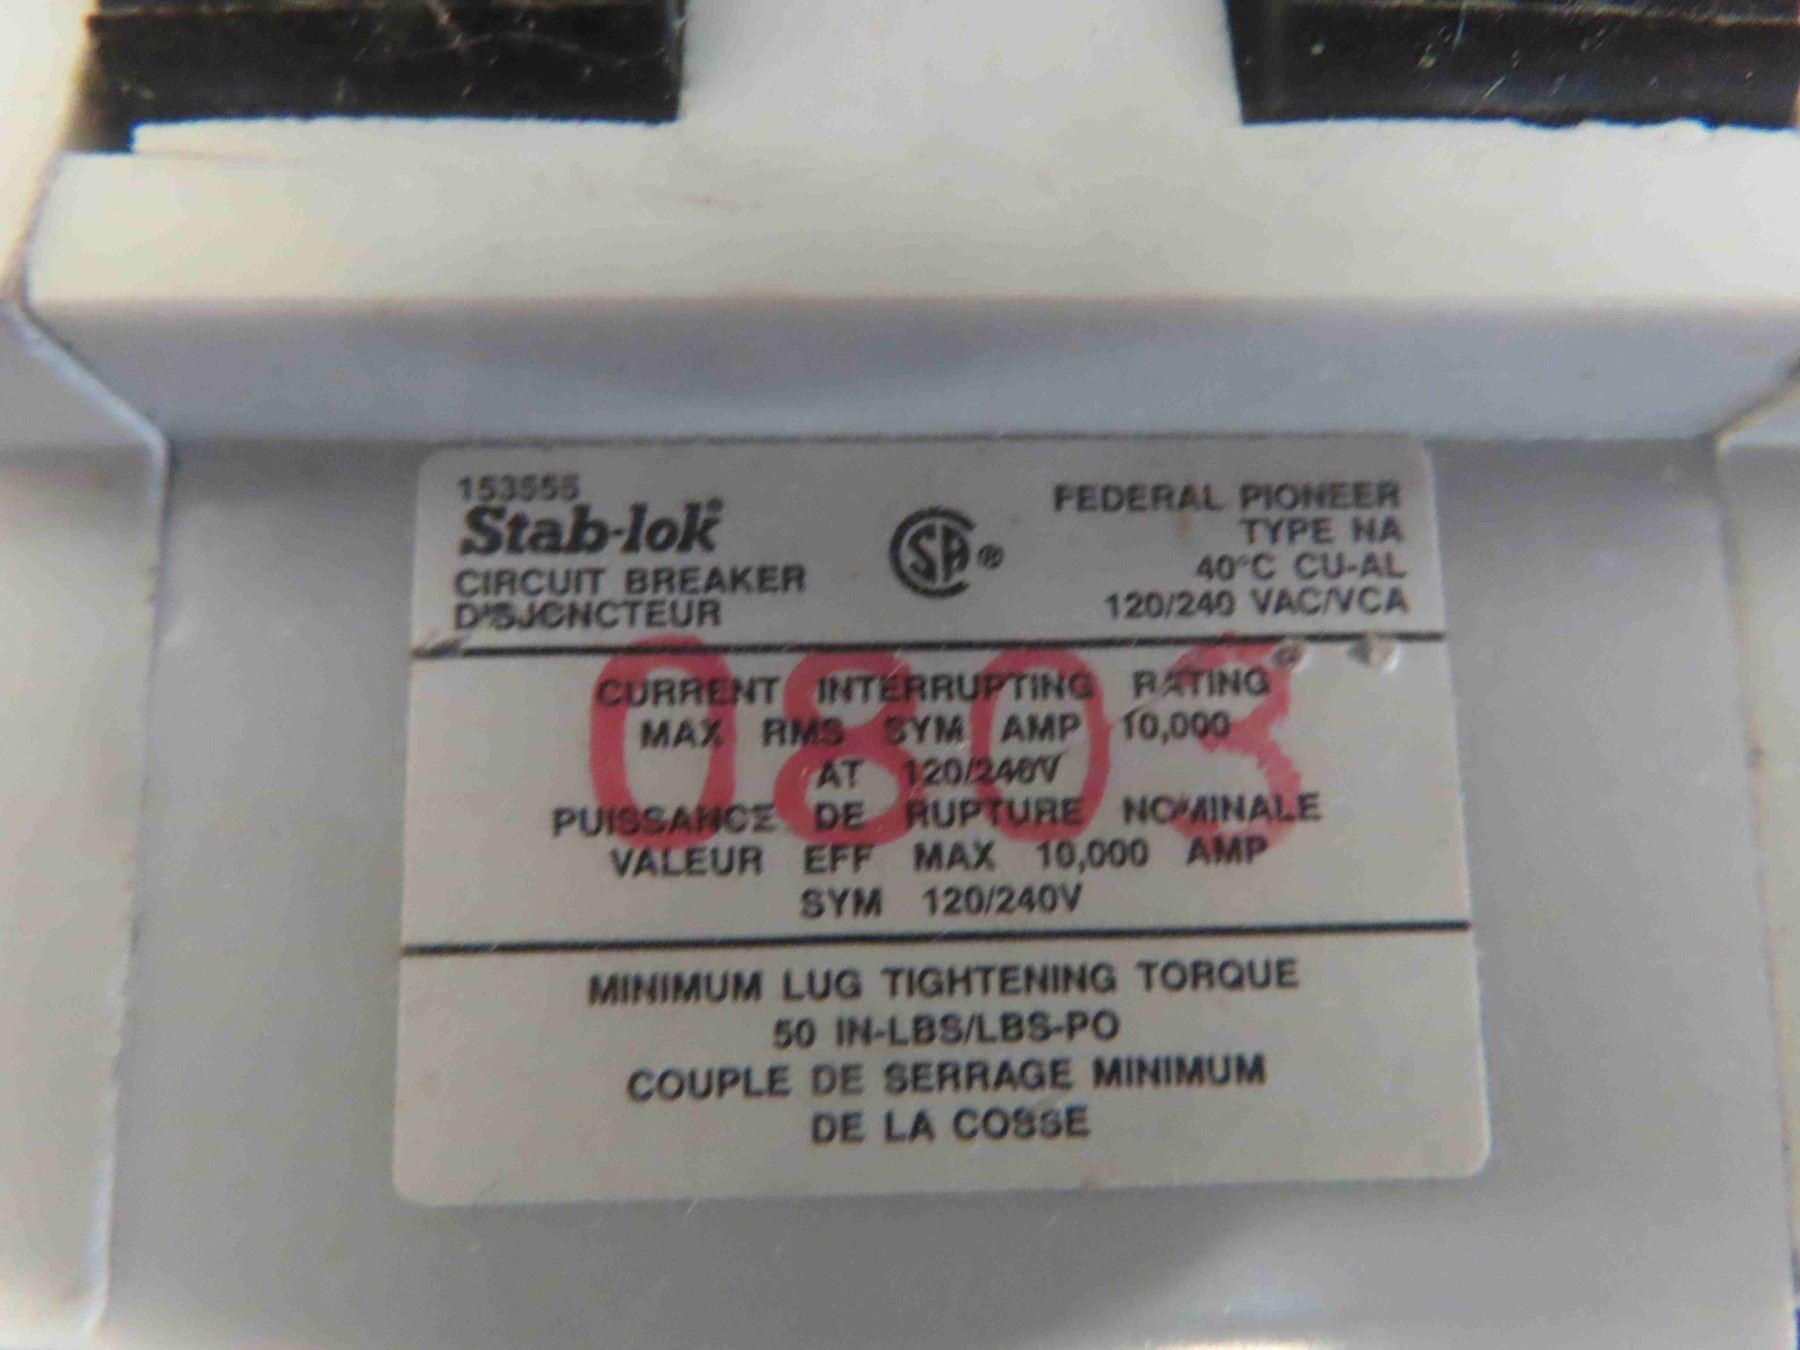 153555
Stab-lok®
CIRCUIT BREAKER
DISJONCTEUR
CSA®
FEDERAL PIONEER
TYPE NA
40°C CU-AL
120/240 VAC/VCA
0803
CURRENT INTERRUPTING RATING
MAX RMS SYM AMP 10,000
AT 120/240V
PUISSANCE DE RUPTURE NOMINALE
VALEUR EFF MAX 10,000 AMP
SYM 120/240V
MINIMUM LUG TIGHTENING TORQUE
50 IN-LBS/LBS-PO
COUPLE DE SERRAGE MINIMUM
DE LA COSSE